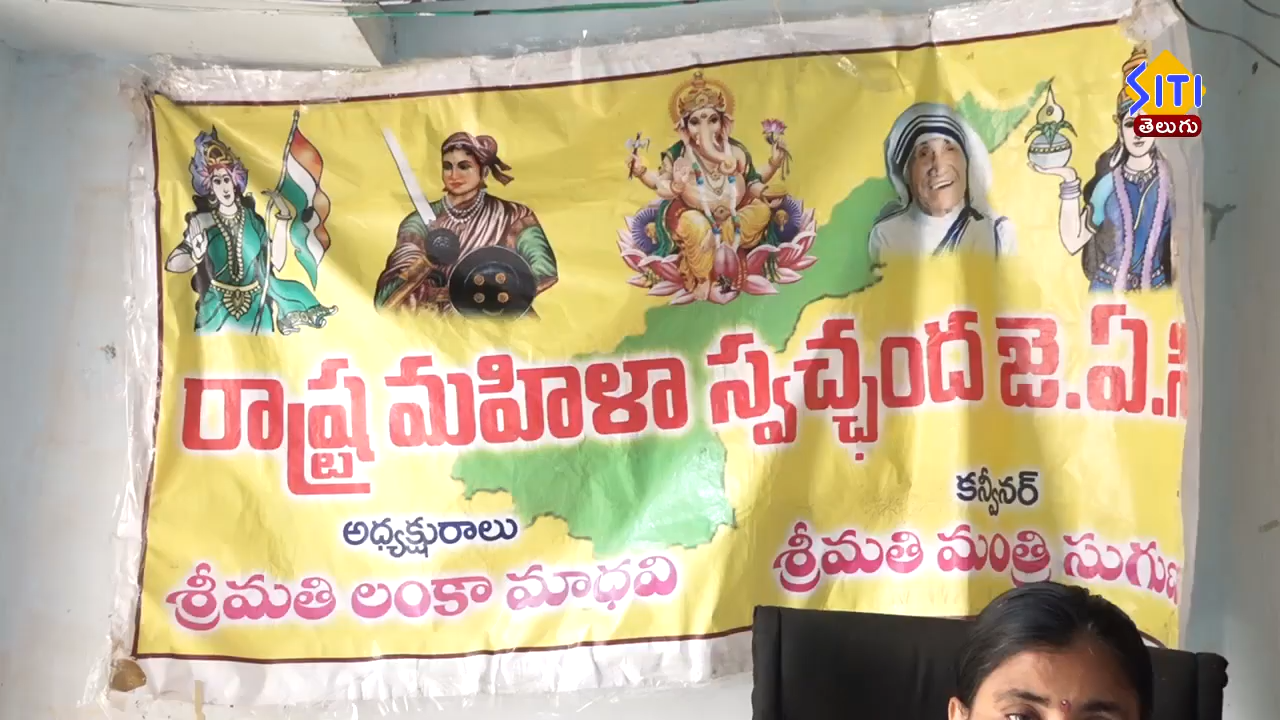 SITI
తెలుగు
రాష్ట్ర మహిళా స్వచ్ఛంద జె.ఏ.సి
కన్వీనర్
అధ్యక్షురాలు
శ్రీమతి మంత్రి సుగుణ
శ్రీమతి లంకా మాధవి